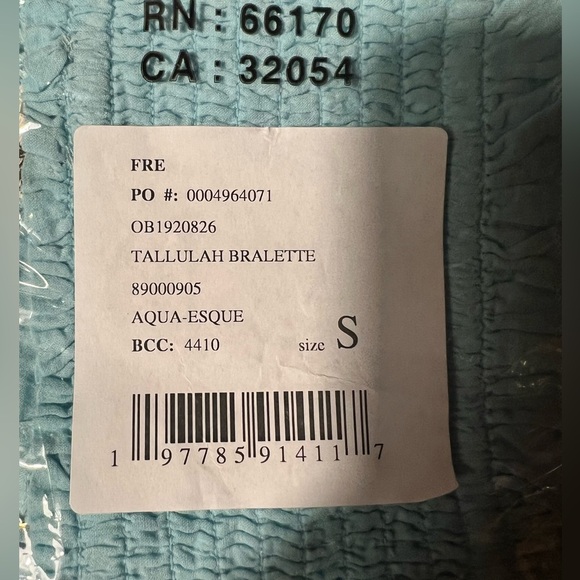 RN : 66170
CA : 32054
FRE
PO #: 0004964071
OB1920826
TALLULAH BRALETTE
89000905
AQUA-ESQUE
BCC: 4410 size S
1 97785 91411 7